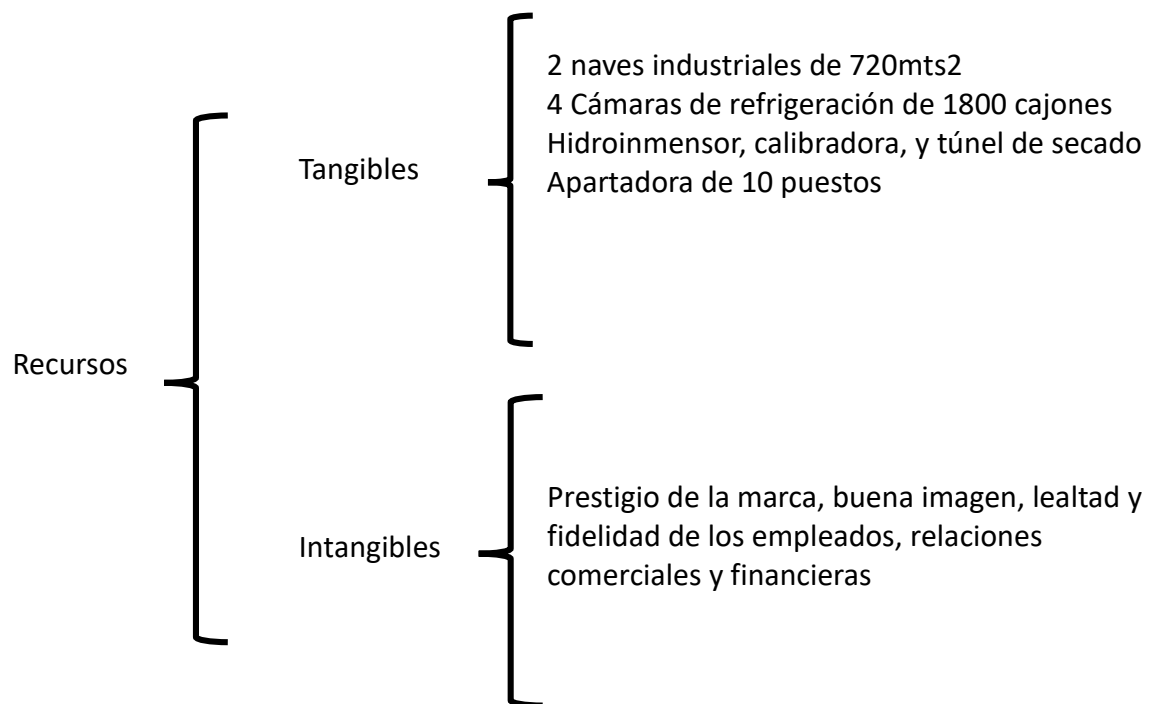 Recursos
Tangibles
2 naves industriales de 720mts2
4 Cámaras de refrigeración de 1800 cajones
Hidroinmensor, calibradora, y túnel de secado
Apartadora de 10 puestos
Intangibles
Prestigio de la marca, buena imagen, lealtad y
fidelidad de los empleados, relaciones
comerciales y financieras